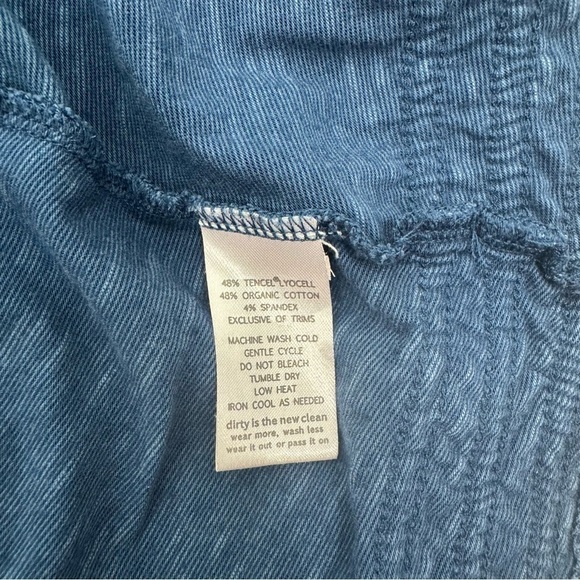 48% TENCEL® LYOCELL
48% ORGANIC COTTON
4% SPANDEX
EXCLUSIVE OF TRIMS
MACHINE WASH COLD
GENTLE CYCLE
DO NOT BLEACH
TUMBLE DRY
LOW HEAT
IRON COOL AS NEEDED
dirty is the new clean
wear more, wash less
wear it out or pass it on